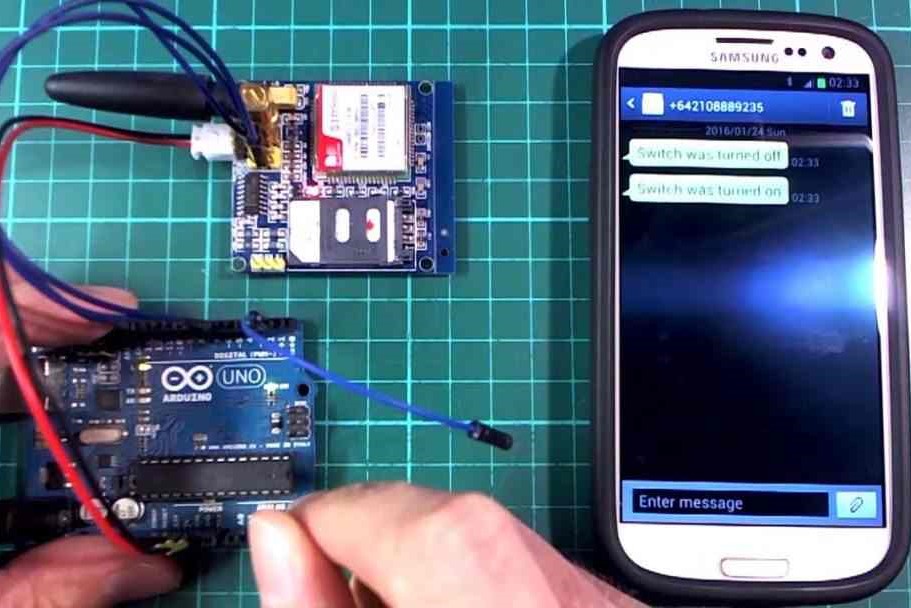 SAMSUNG
02:33
+642108889235
2016/01/24 Sun
Switch was turned off
02:33
Switch was turned on
02:33
Enter message
DIGITAL (PWM~)
UNO
ARDUINO
POWER